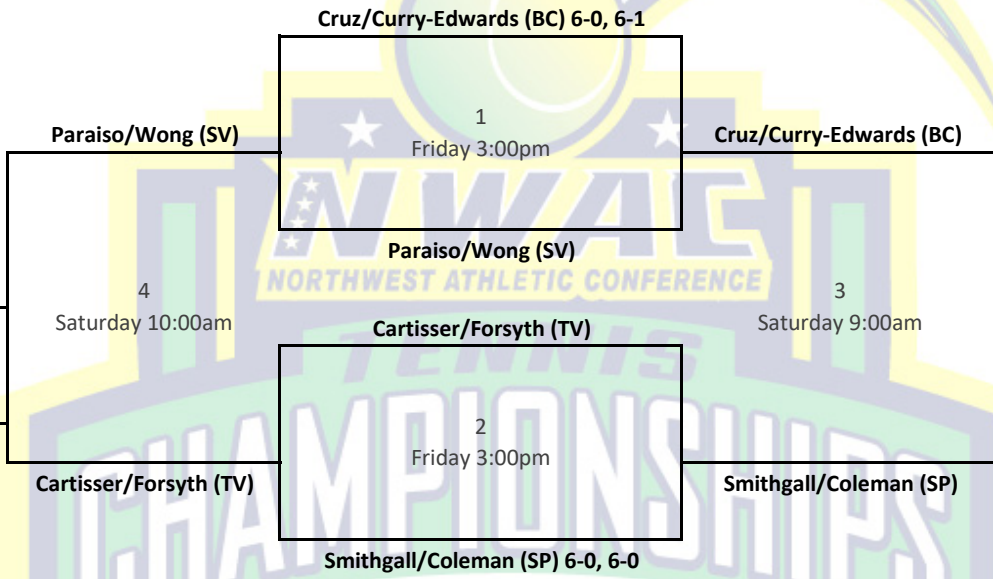 Cruz/Curry-Edwards (BC) 6-0, 6-1
1
Friday 3:00pm
Paraiso/Wong (SV)
Cruz/Curry-Edwards (BC)
NWAC
Paraiso/Wong (SV)
NORTHWEST ATHLETIC CONFERENCE
4
Saturday 10:00am
3
Saturday 9:00am
Cartisser/Forsyth (TV)
TENNIS
2
Friday 3:00pm
CHAMPIONSHIPS
Cartisser/Forsyth (TV)
Smithgall/Coleman (SP)
Smithgall/Coleman (SP) 6-0, 6-0